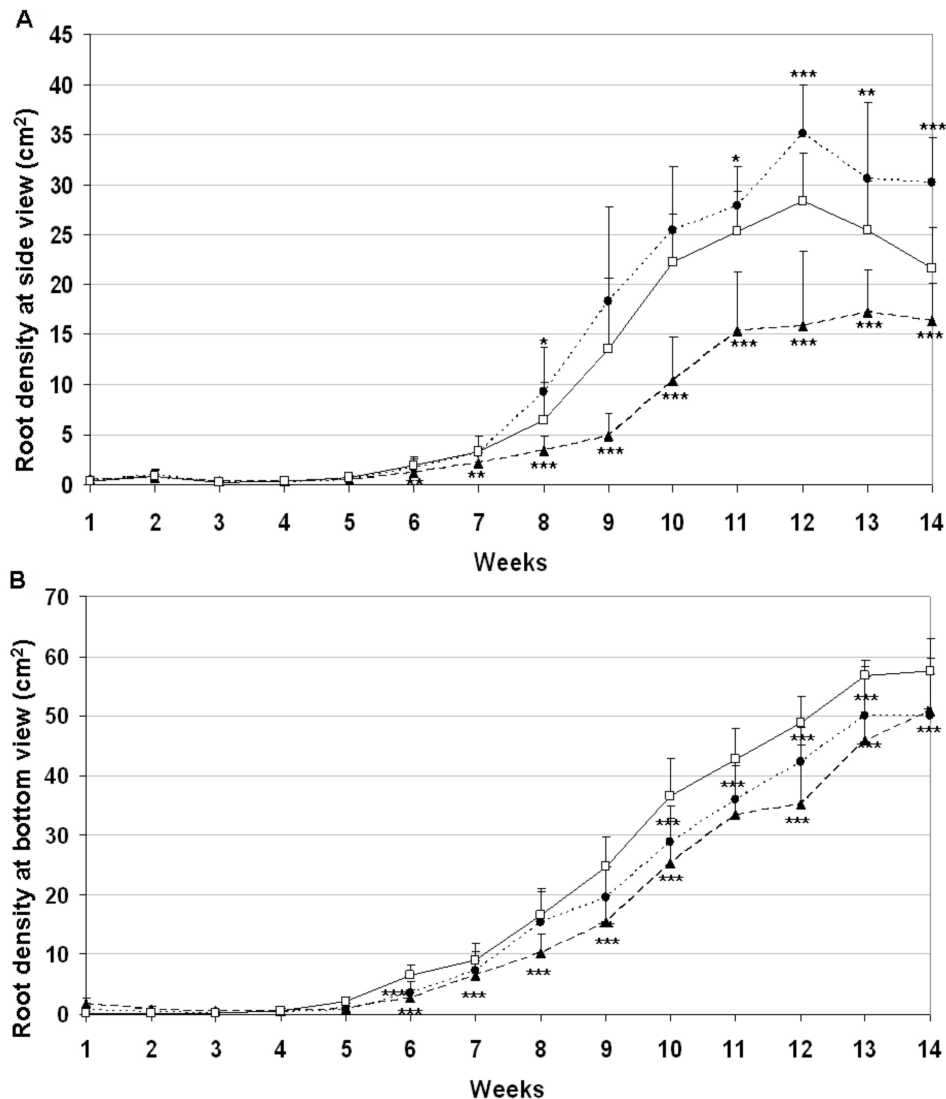 A
Root density at side view (cm²)
45
40
35
30
25
20
15
10
5
0
*** ** ***
*
*
** ** *** *** *** *** *** *** ***
1 2 3 4 5 6 7 8 9 10 11 12 13 14
Weeks
B
Root density at bottom view (cm²)
70
60
50
40
30
20
10
0
*** *** *** *** *** ***
*** *** *** *** *** *** *** ***
1 2 3 4 5 6 7 8 9 10 11 12 13 14
Weeks